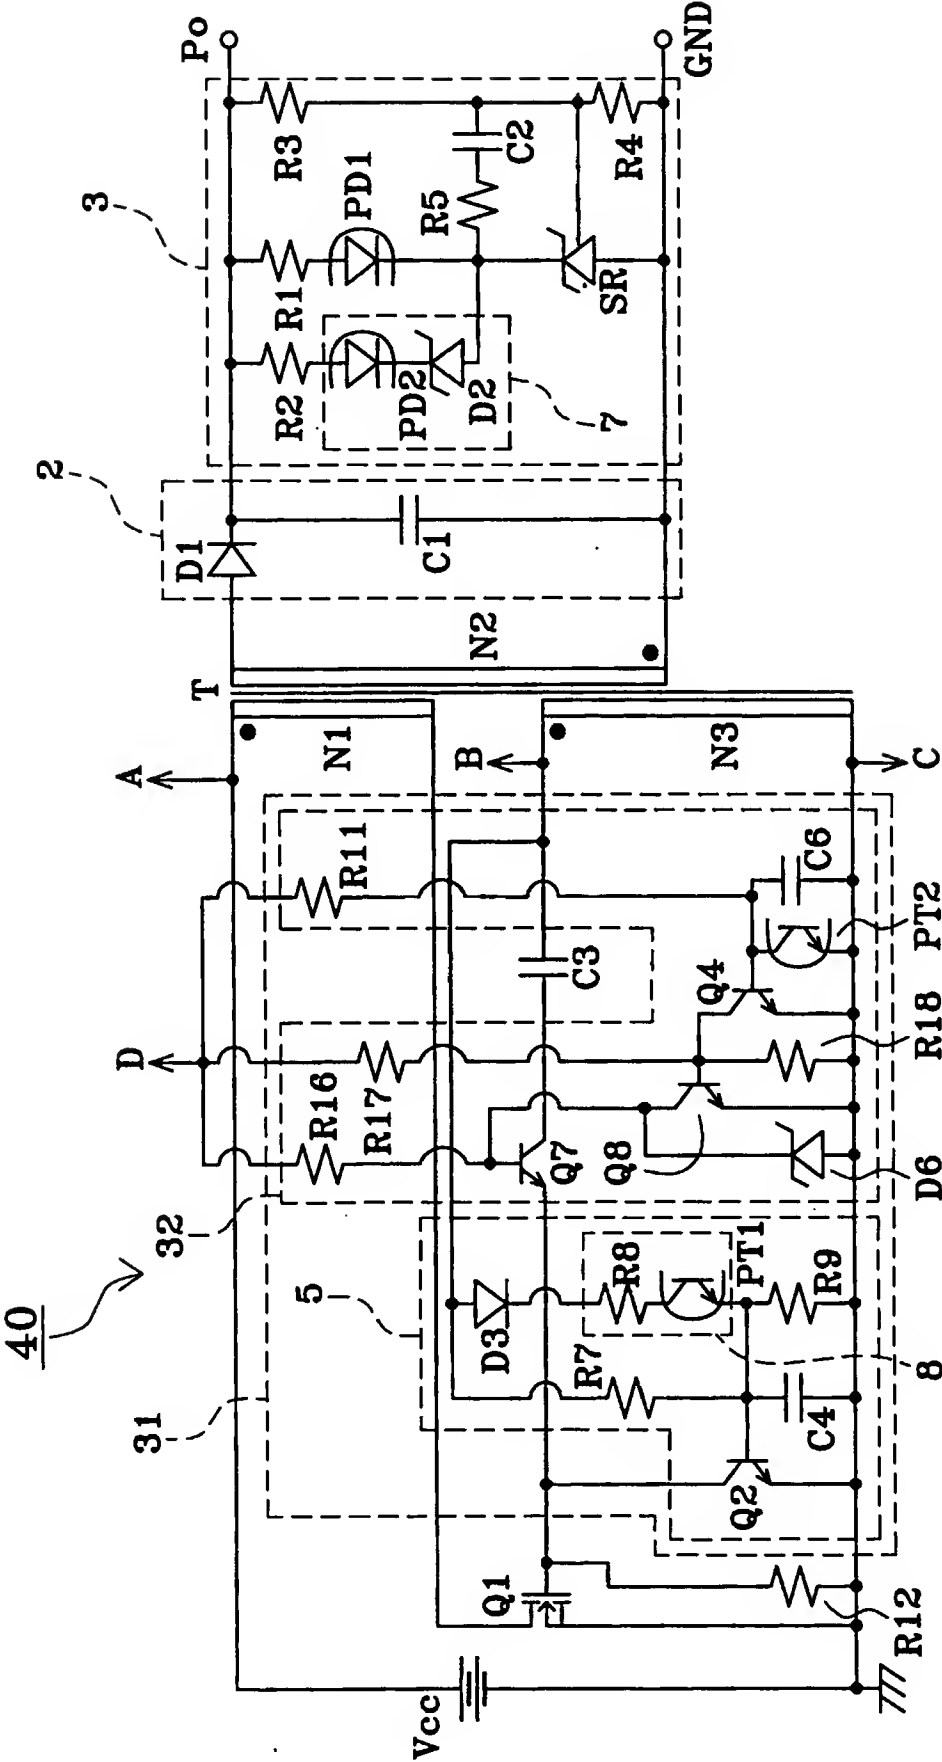 40
31
32
5
2
3
A
B
C
D
T
D1
Po
GND
N1
N2
N3
R11
R16
R17
C3
Q7
Q8
Q4
C6
PT2
R18
D6
D3
R8
PT1
R7
R9
8
C4
Q2
Q1
R12
Vcc
C1
R2
R1
R3
PD2
PD1
D2
7
R5
C2
SR
R4